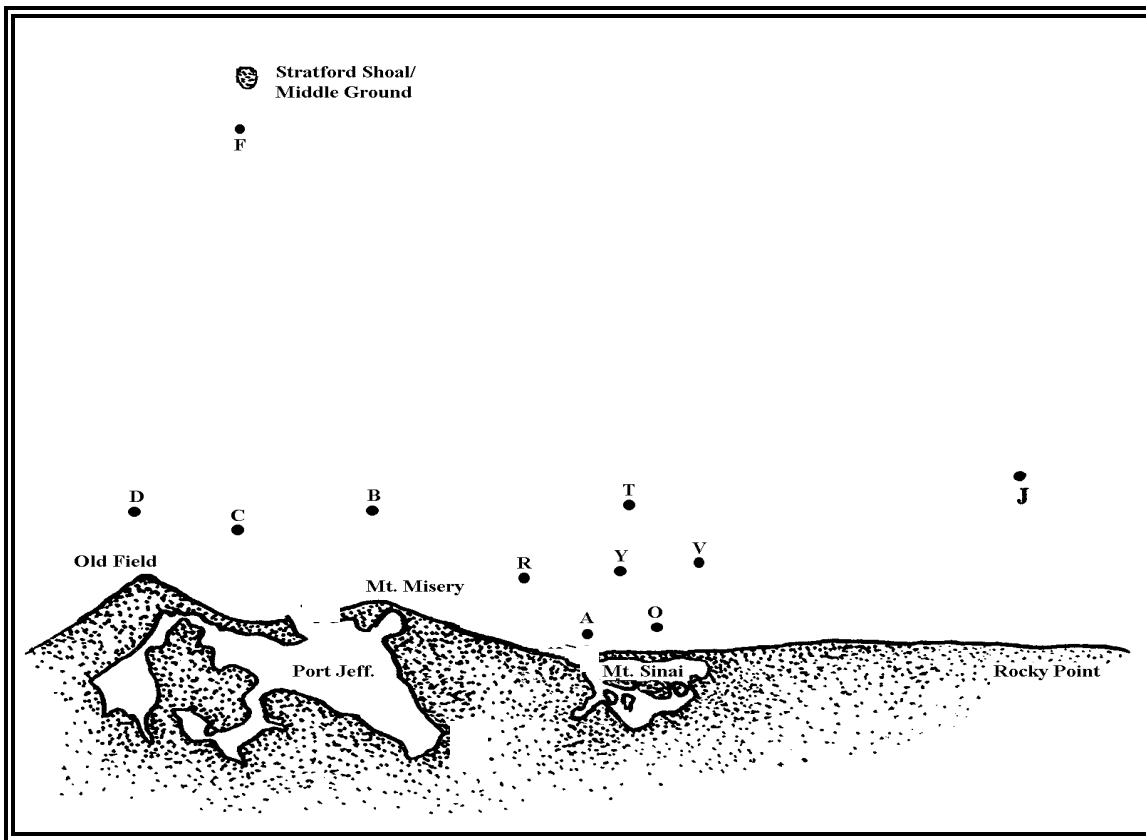 Stratford Shoal/
Middle Ground
F
D
C
B
T
J
Old Field
R
Y
V
Mt. Misery
A
O
Port Jeff.
Mt. Sinai
Rocky Point